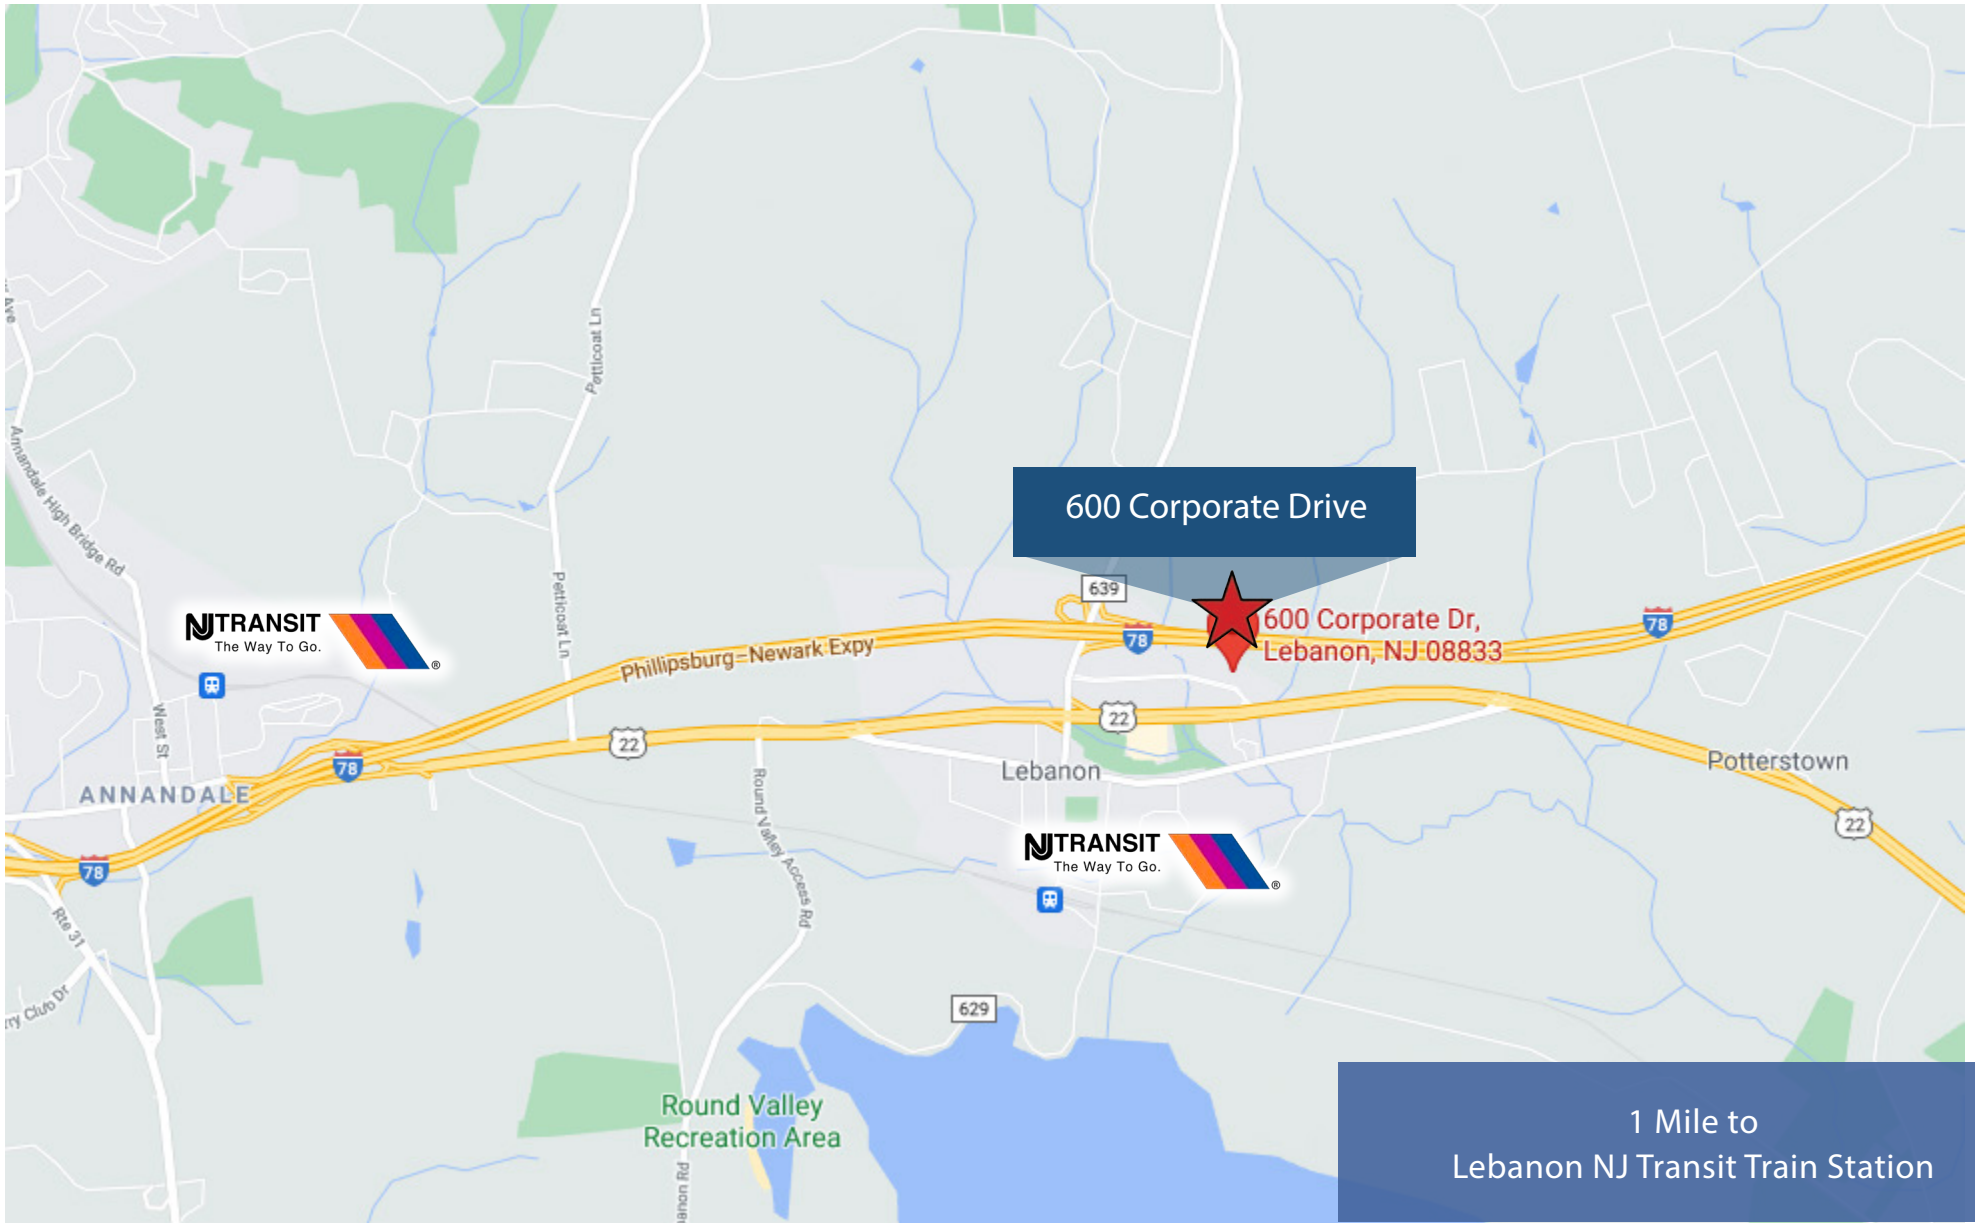 Petticoat Ln
Ave
Annandale High Bridge Rd
600 Corporate Drive
639
78
600 Corporate Dr,
Lebanon, NJ 08833
78
NJTRANSIT
The Way To Go.
®
Petticoat Ln
Phillipsburg-Newark Expy
West St
22
22
78
ANNANDALE
Lebanon
Potterstown
22
Round Valley Access Rd
NJTRANSIT
The Way To Go.
®
78
Rte 31
629
Round Valley
Recreation Area
1 Mile to
Lebanon NJ Transit Train Station